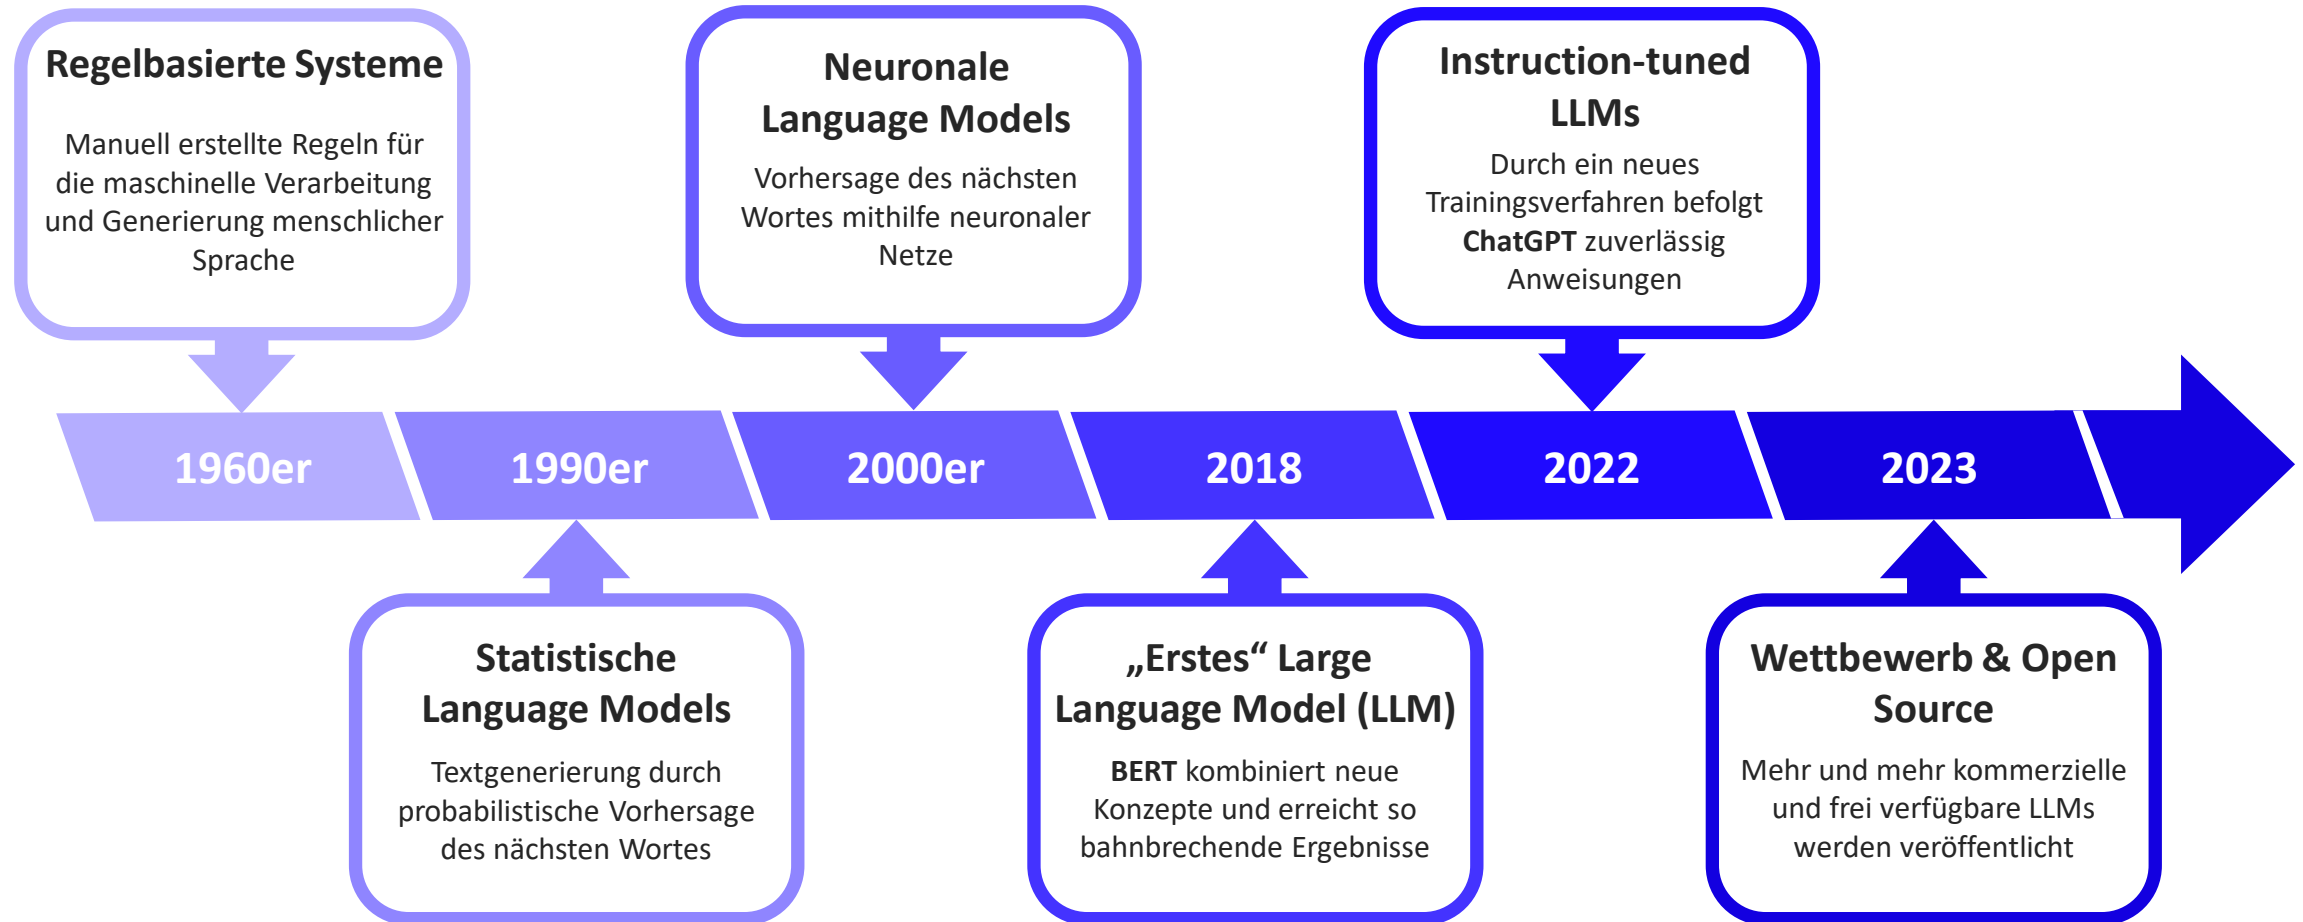 Regelbasierte Systeme
Manuell erstellte Regeln für
die maschinelle Verarbeitung
und Generierung menschlicher
Sprache
Neuronale
Language Models
Vorhersage des nächsten
Wortes mithilfe neuronaler
Netze
Instruction-tuned
LLMs
Durch ein neues
Trainingsverfahren befolgt
ChatGPT zuverlässig
Anweisungen
1960er
1990er
2000er
2018
2022
2023
Statistische
Language Models
Textgenerierung durch
probabilistische Vorhersage
des nächsten Wortes
„Erstes“ Large
Language Model (LLM)
BERT kombiniert neue
Konzepte und erreicht so
bahnbrechende Ergebnisse
Wettbewerb & Open
Source
Mehr und mehr kommerzielle
und frei verfügbare LLMs
werden veröffentlicht